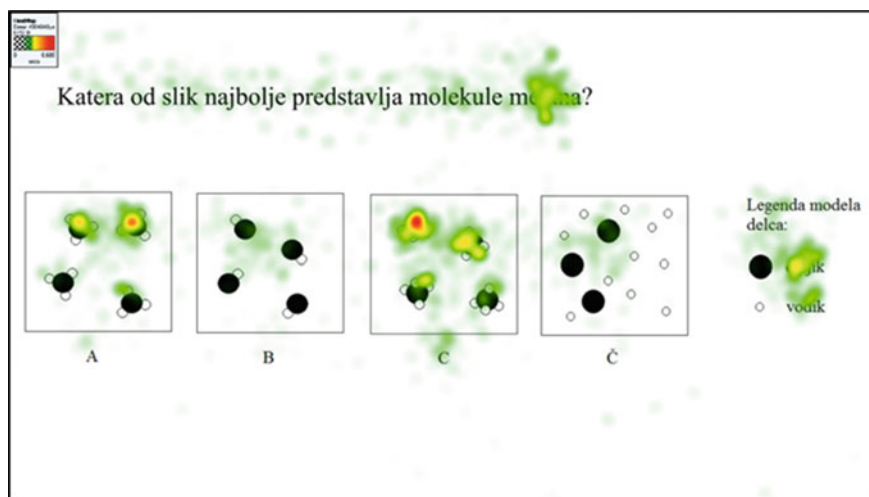 Katera od slik najbolje predstavlja molekule
A
B
C
Č
Legenda modela
delca:
vodik